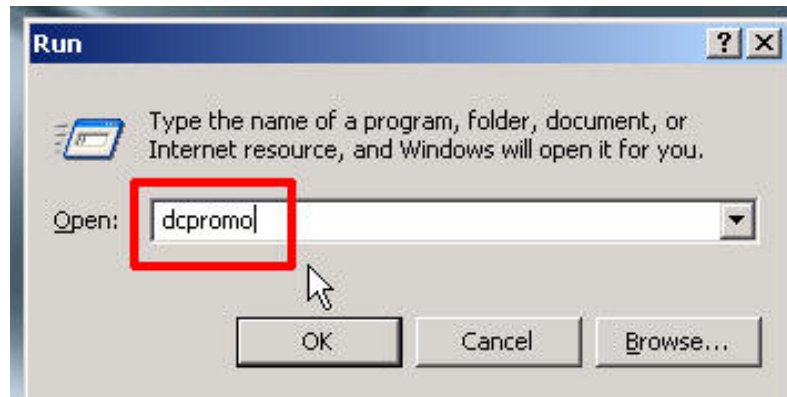 Run
Type the name of a program, folder, document, or
Internet resource, and Windows will open it for you.
Open: dcpromo
OK Cancel Browse...